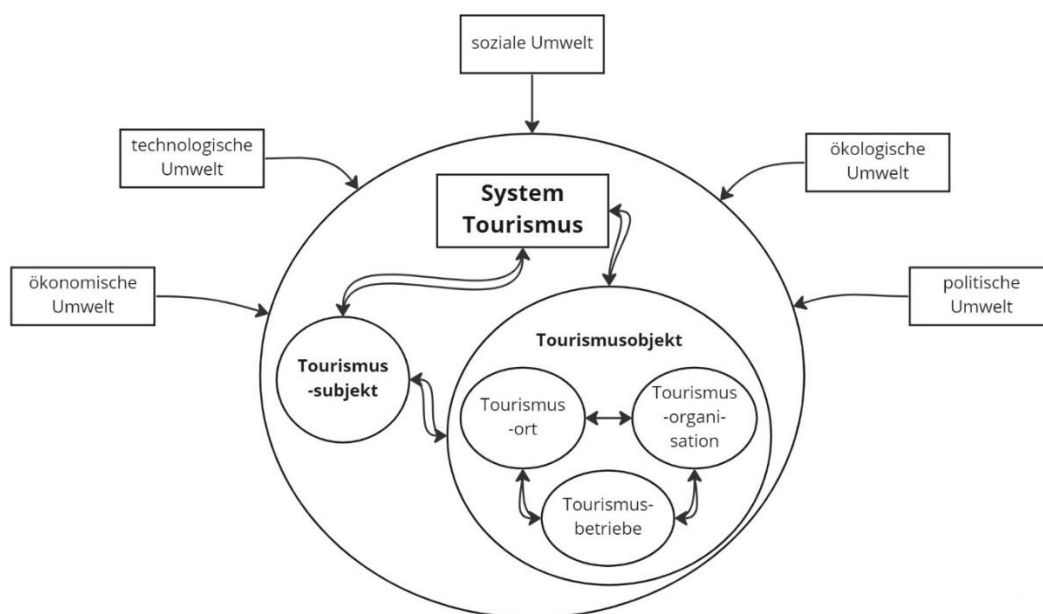 soziale Umwelt
technologische
Umwelt
ökologische
Umwelt
System
Tourismus
ökonomische
Umwelt
politische
Umwelt
Tourismusobjekt
Tourismus
-subjekt
Tourismus
-ort
Tourismus
-organi-
sation
Tourismus-
betriebe